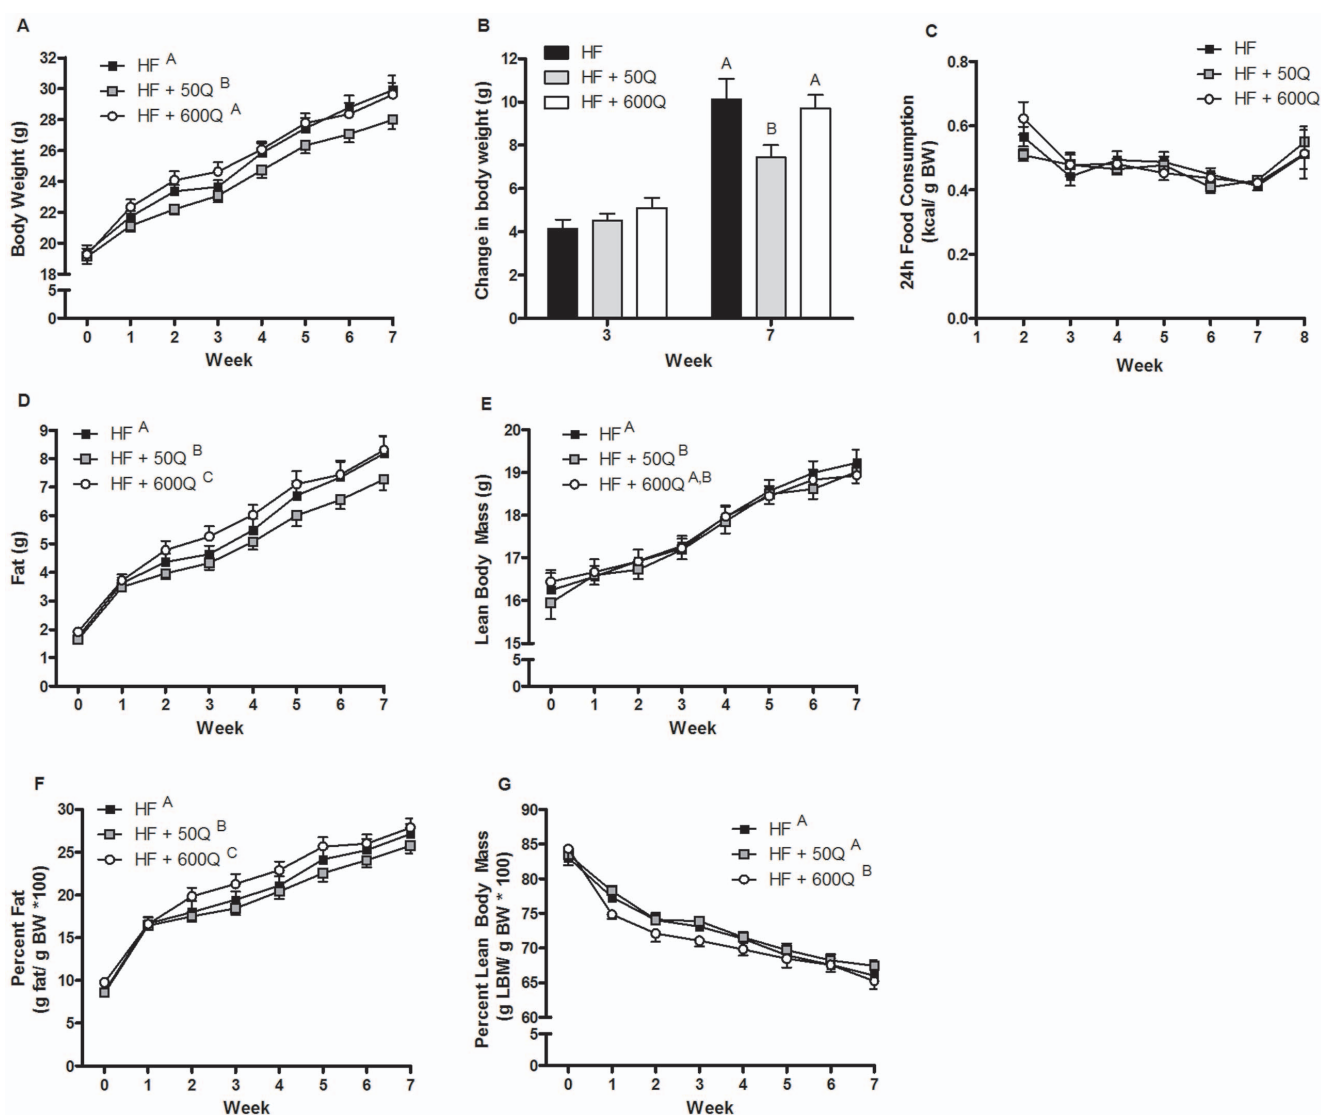 A
HF A
HF + 50Q B
HF + 600Q A
Body Weight (g)
32
30
28
26
24
22
20
18
5
0
0 1 2 3 4 5 6 7
Week
B
HF
HF + 50Q
HF + 600Q
Change in body weight (g)
12
10
8
6
4
2
0
A
B
A
3 7
Week
C
HF
HF + 50Q
HF + 600Q
24h Food Consumption
(kcal/ g BW)
0.8
0.6
0.4
0.2
0.0
1 2 3 4 5 6 7 8
Week
D
HF A
HF + 50Q B
HF + 600Q C
Fat (g)
9
8
7
6
5
4
3
2
1
0
0 1 2 3 4 5 6 7
Week
E
HF A
HF + 50Q B
HF + 600Q A,B
Lean Body Mass (g)
20
19
18
17
16
15
5
0
0 1 2 3 4 5 6 7
Week
F
HF A
HF + 50Q B
HF + 600Q C
Percent Fat
(g fat/ g BW *100)
30
25
20
15
10
5
0
0 1 2 3 4 5 6 7
Week
G
HF A
HF + 50Q A
HF + 600Q B
Percent Lean Body Mass
(g LBM/ g BW * 100)
90
85
80
75
70
65
60
5
0
0 1 2 3 4 5 6 7
Week